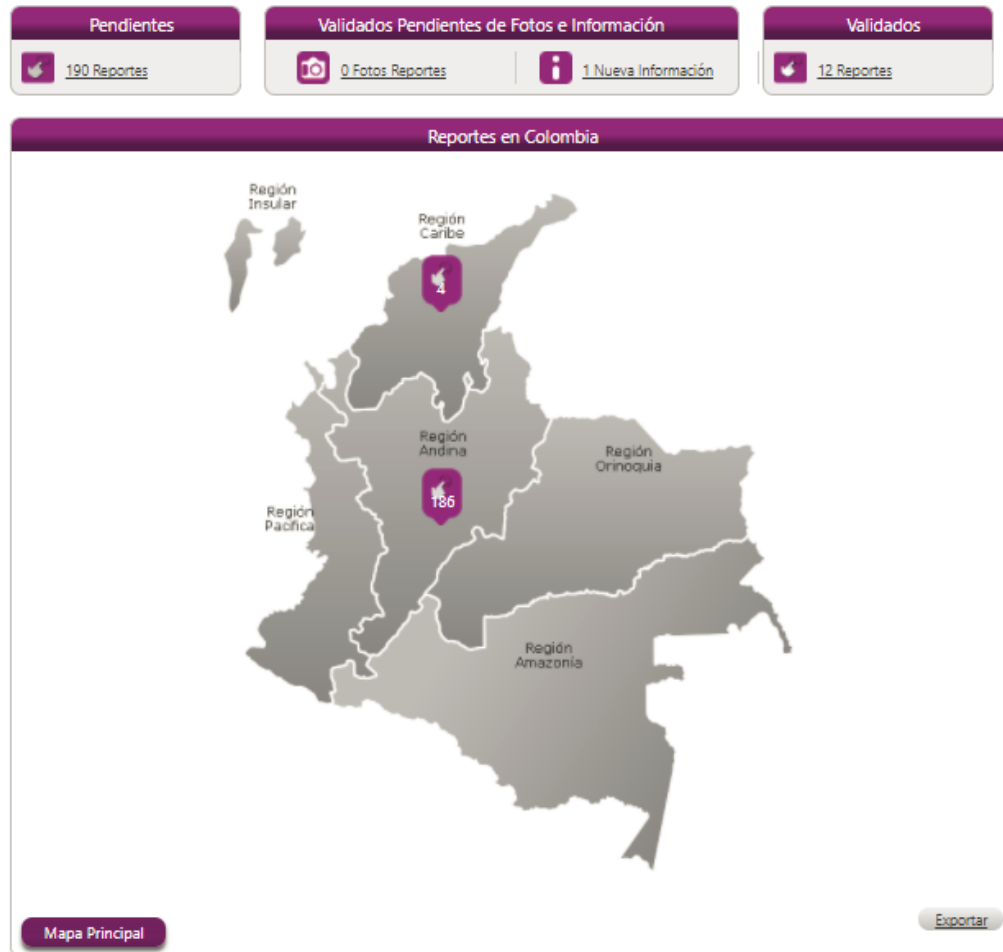 Pendientes
190 Reportes
Validados Pendientes de Fotos e Información
0 Fotos Reportes
1 Nueva Información
Validados
12 Reportes
Reportes en Colombia
Región
Insular
Región
Caribe
4
Región
Andina
186
Región
Orinoquia
Región
Pacifica
Región
Amazonía
Mapa Principal
Exportar